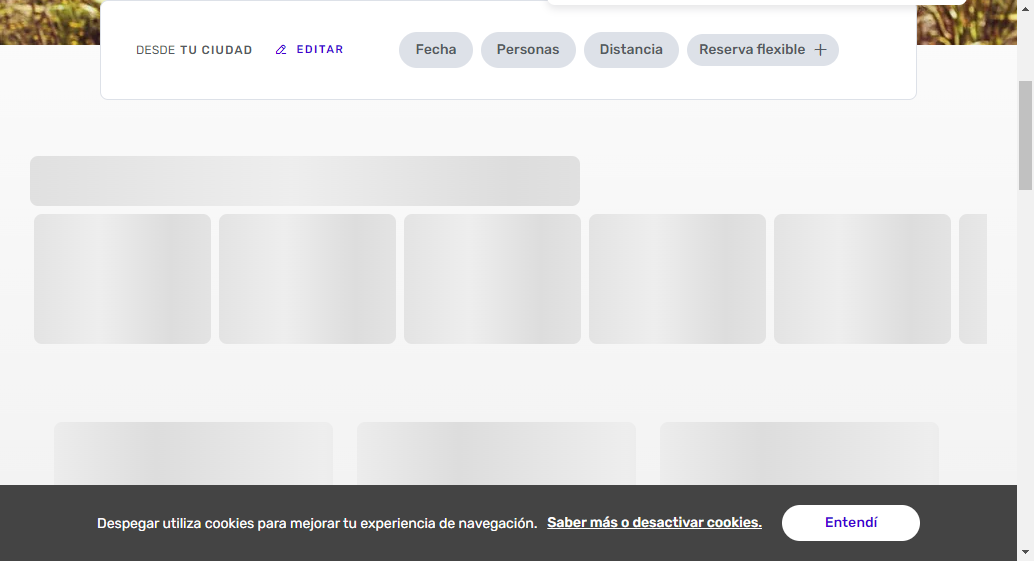 DESDE TU CIUDAD EDITAR Fecha Personas Distancia Reserva flexible
Despegar utiliza cookies para mejorar tu experiencia de navegación. Saber más o desactivar cookies. Entendí